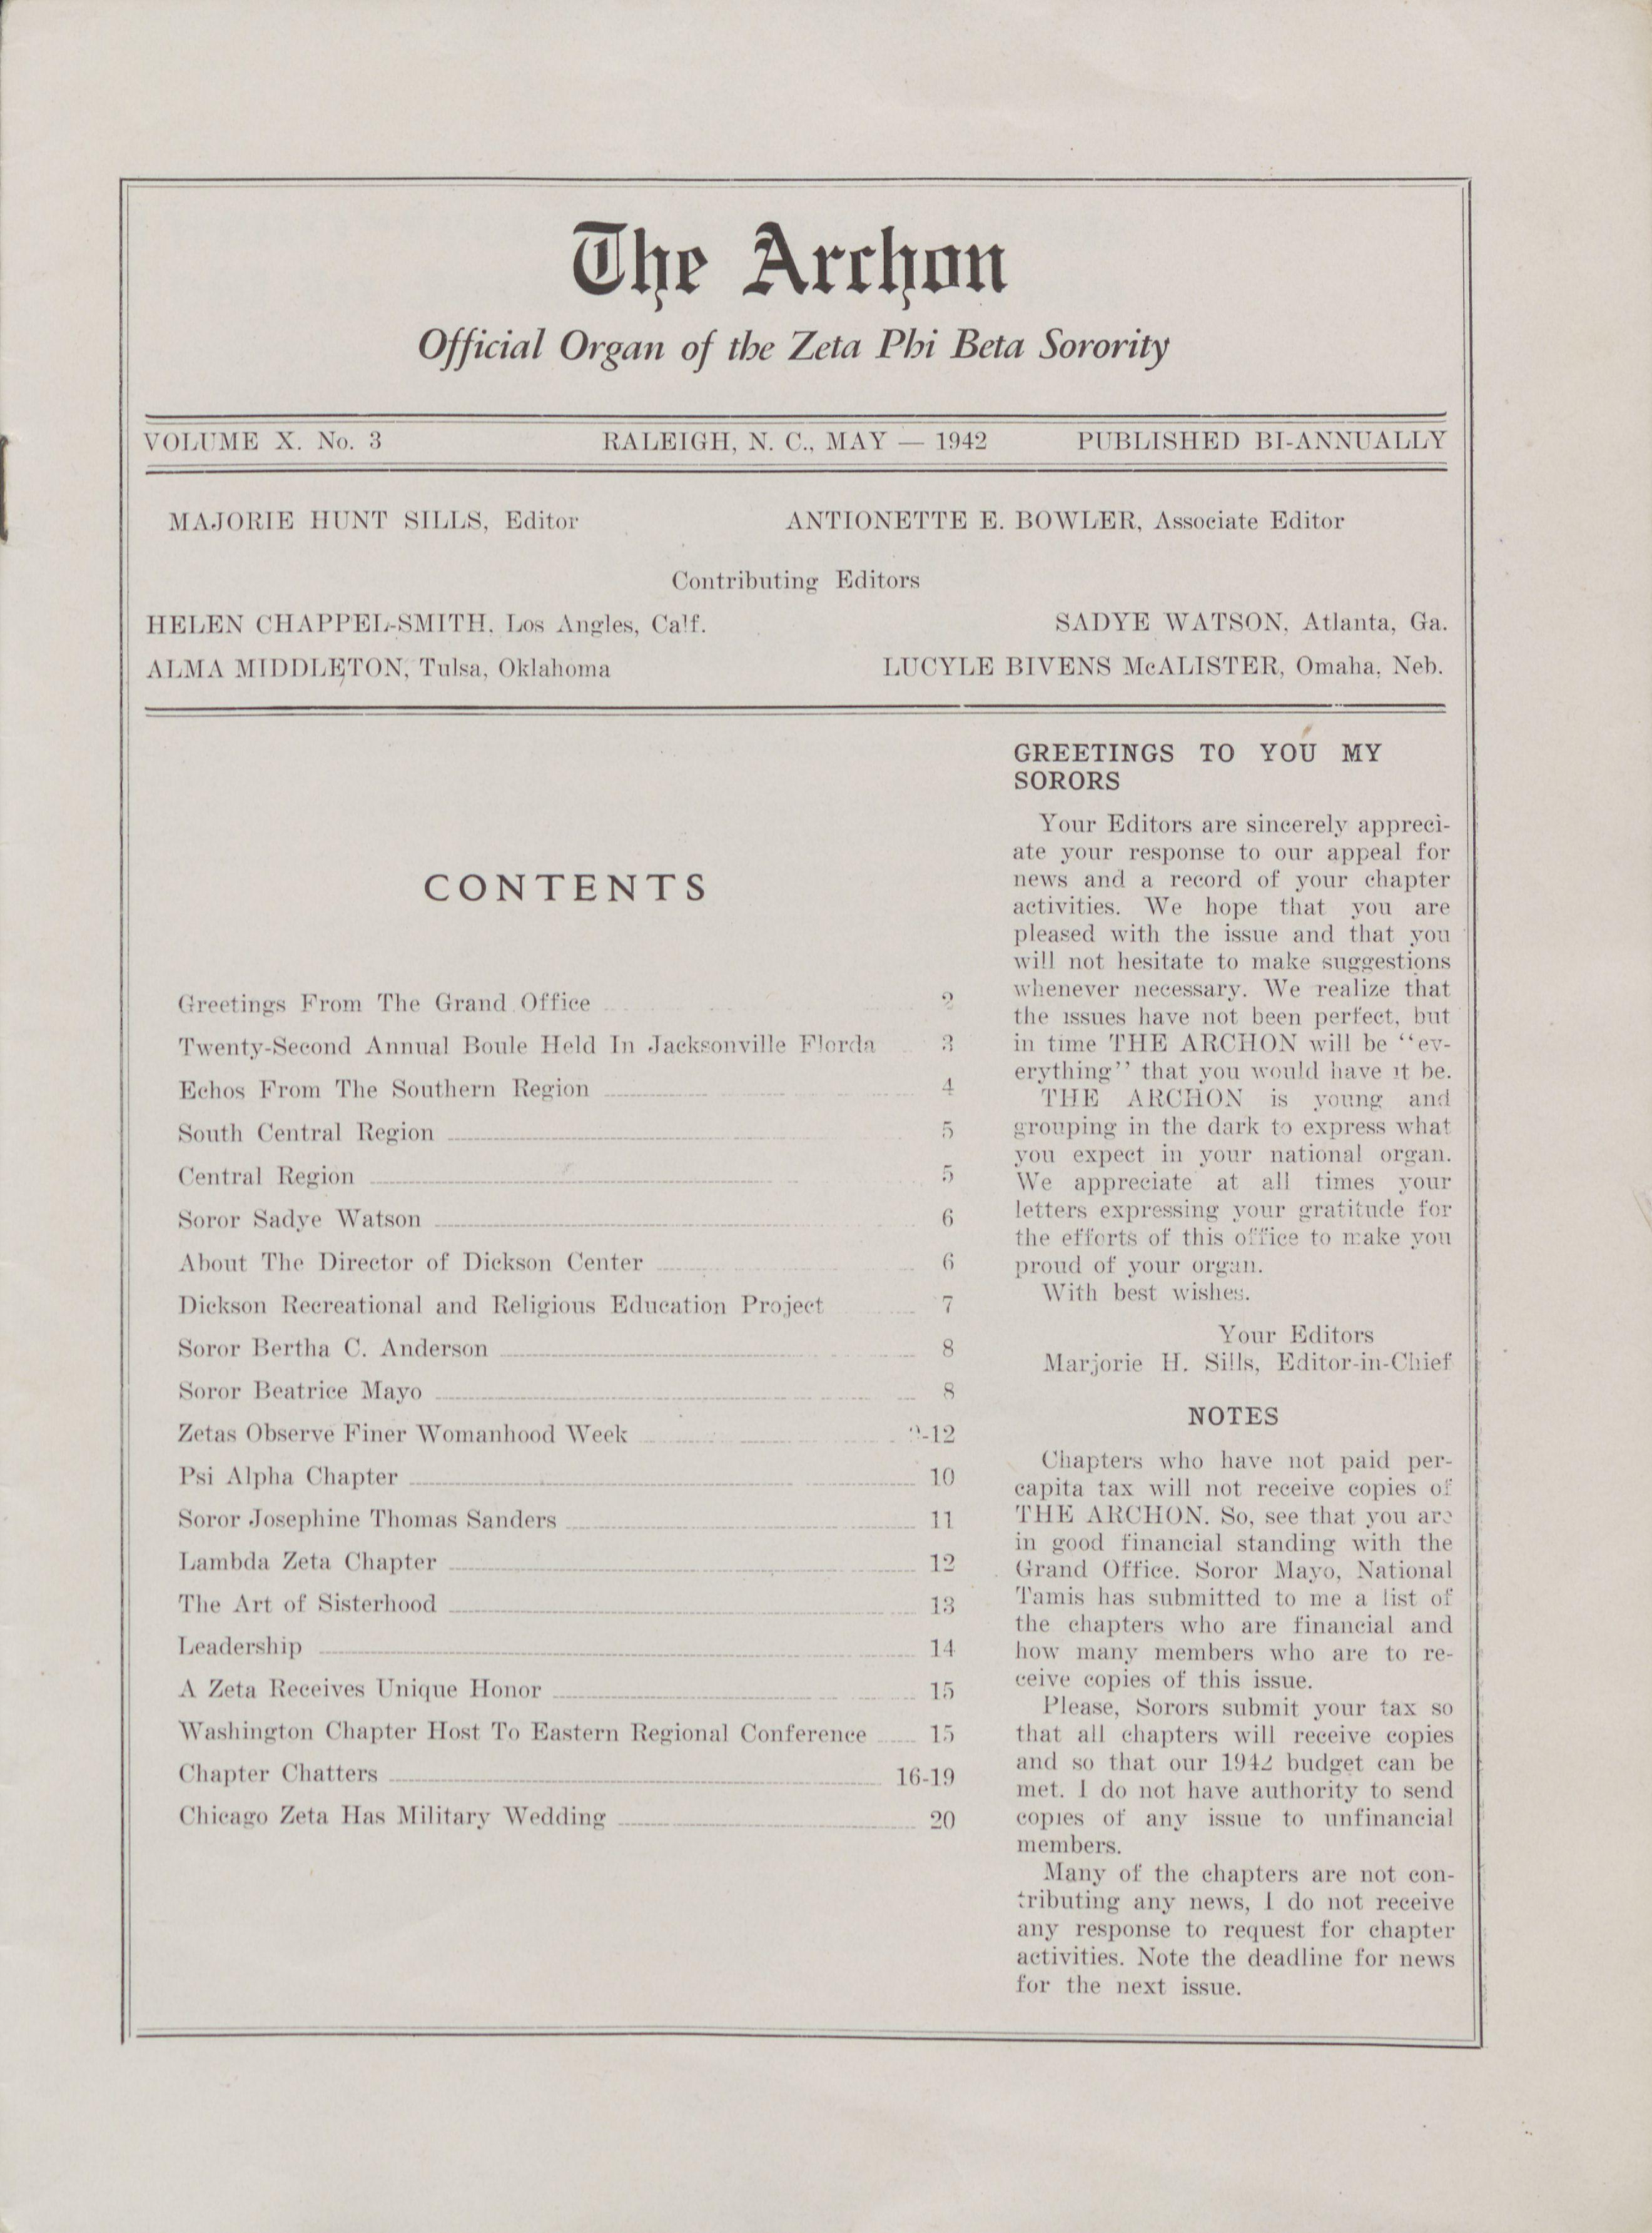 The Archon
Official Organ of the Zeta Phi Beta Sorority
VOLUME X. No. 3 RALEIGH, N. C., MAY — 1942 PUBLISHED BI-ANNUALLY
MAJORIE HUNT SILLS, Editor ANTIONETTE E. BOWLER, Associate Editor
Contributing Editors
HELEN CHAPPEL-SMITH, Los Angles, Calf. SADYE WATSON, Atlanta, Ga.
ALMA MIDDLETON, Tulsa, Oklahoma LUCYLE BIVENS McALISTER, Omaha, Neb.
CONTENTS
Greetings From The Grand Office 2
Twenty-Second Annual Boule Held In Jacksonville Florda 3
Echos From The Southern Region 4
South Central Region 5
Central Region 5
Soror Sadye Watson 6
About The Director of Dickson Center 6
Dickson Recreational and Religious Education Project 7
Soror Bertha C. Anderson 8
Soror Beatrice Mayo 8
Zetas Observe Finer Womanhood Week -12
Psi Alpha Chapter 10
Soror Josephine Thomas Sanders 11
Lambda Zeta Chapter 12
The Art of Sisterhood 13
Leadership 14
A Zeta Receives Unique Honor 15
Washington Chapter Host To Eastern Regional Conference 15
Chapter Chatters 16-19
Chicago Zeta Has Military Wedding 20
GREETINGS TO YOU MY
SORORS
Your Editors are sincerely appreci-
ate your response to our appeal for
news and a record of your chapter
activities. We hope that you are
pleased with the issue and that you
will not hesitate to make suggestions
whenever necessary. We realize that
the issues have not been perfect, but
in time THE ARCHON will be "ev-
erything" that you would have it be.
THE ARCHON is young and
grouping in the dark to express what
you expect in your national organ.
We appreciate at all times your
letters expressing your gratitude for
the efforts of this office to make you
proud of your organ.
With best wishes.
Your Editors
Marjorie H. Sills, Editor-in-Chief
NOTES
Chapters who have not paid per-
capita tax will not receive copies of
THE ARCHON. So, see that you are
in good financial standing with the
Grand Office. Soror Mayo, National
Tamis has submitted to me a list of
the chapters who are financial and
how many members who are to re-
ceive copies of this issue.
Please, Sorors submit your tax so
that all chapters will receive copies
and so that our 1942 budget can be
met. I do not have authority to send
copies of any issue to unfinancial
members.
Many of the chapters are not con-
tributing any news, I do not receive
any response to request for chapter
activities. Note the deadline for news
for the next issue.